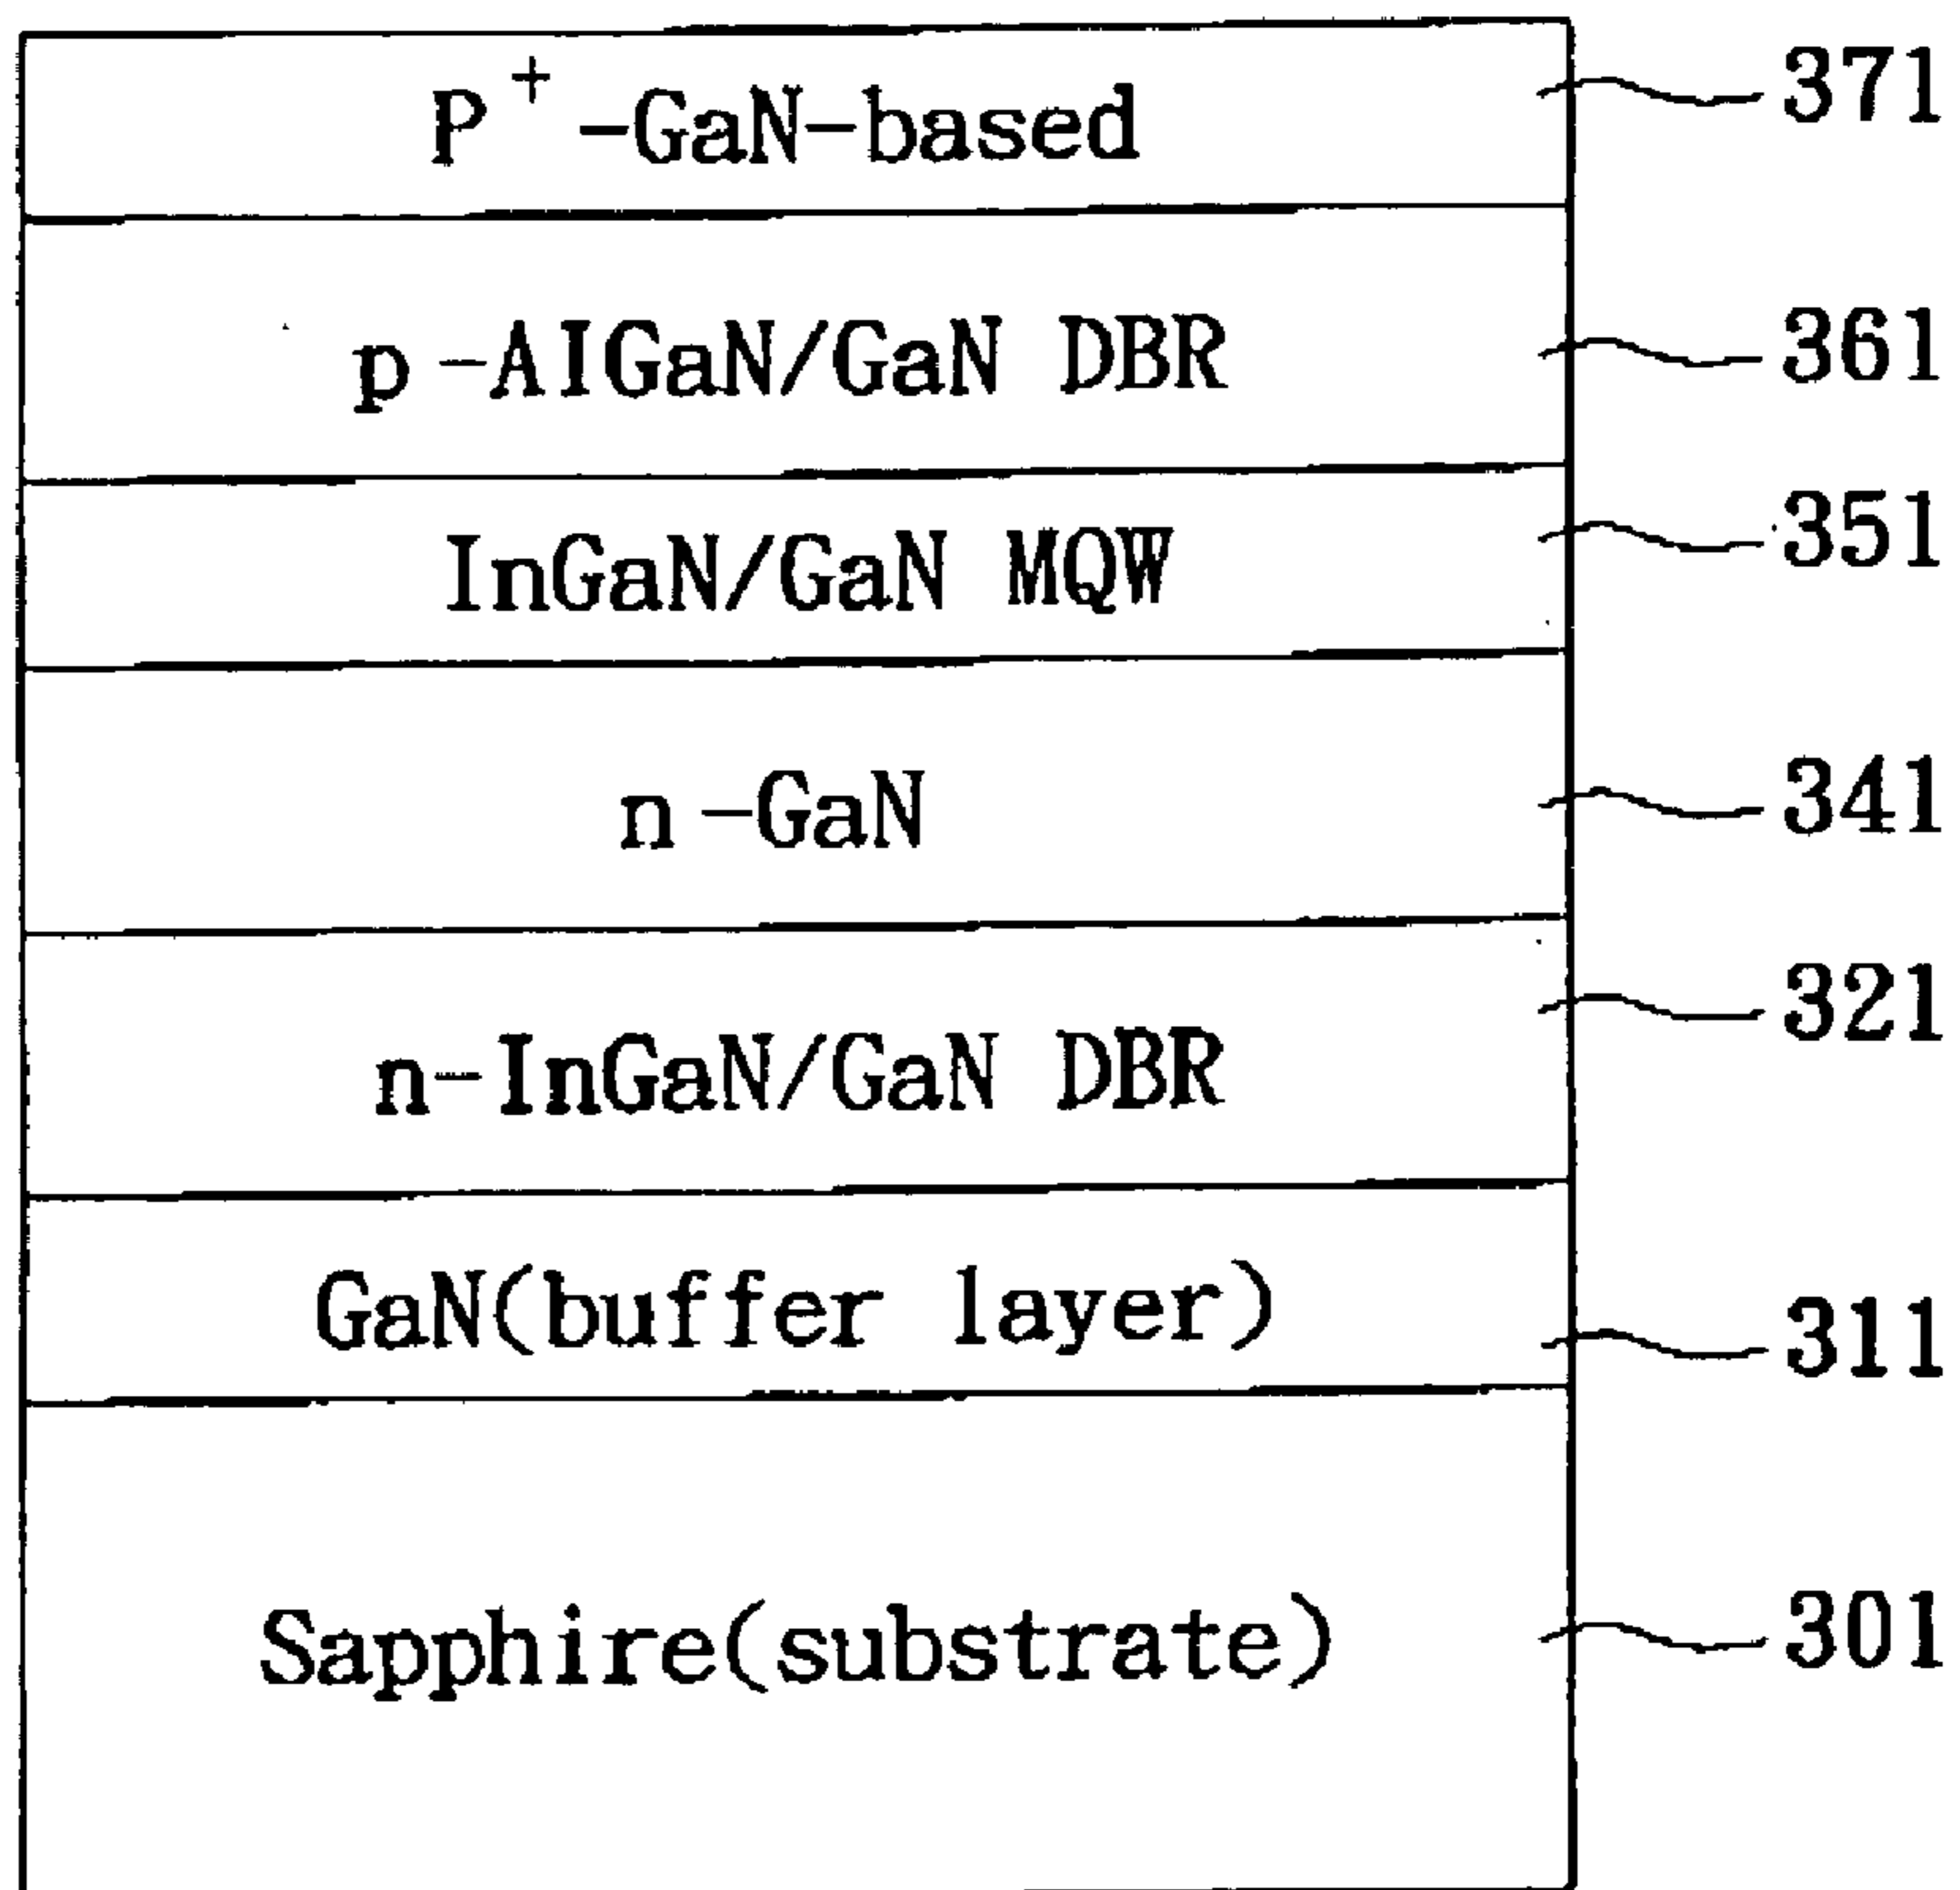 P⁺-GaN-based 371
p-AlGaN/GaN DBR 361
InGaN/GaN MQW 351
n-GaN 341
n-InGaN/GaN DBR 321
GaN(buffer layer) 311
Sapphire(substrate) 301